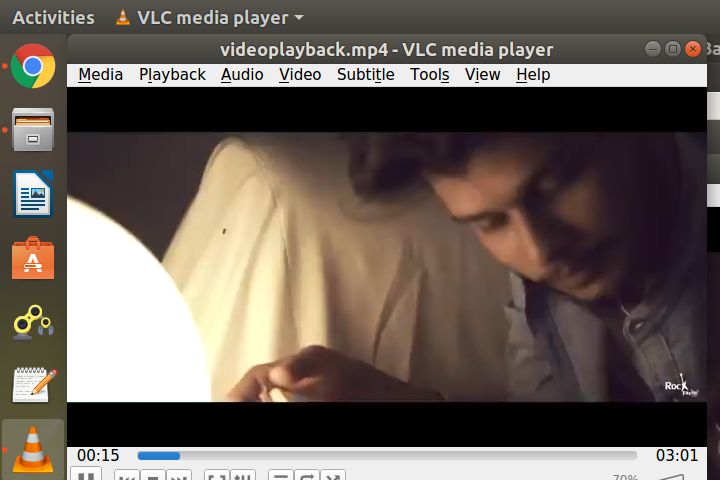 Activities VLC media player
videoplayback.mp4 - VLC media player
Media Playback Audio Video Subtitle Tools View Help
Rock
00:15 03:01
70%